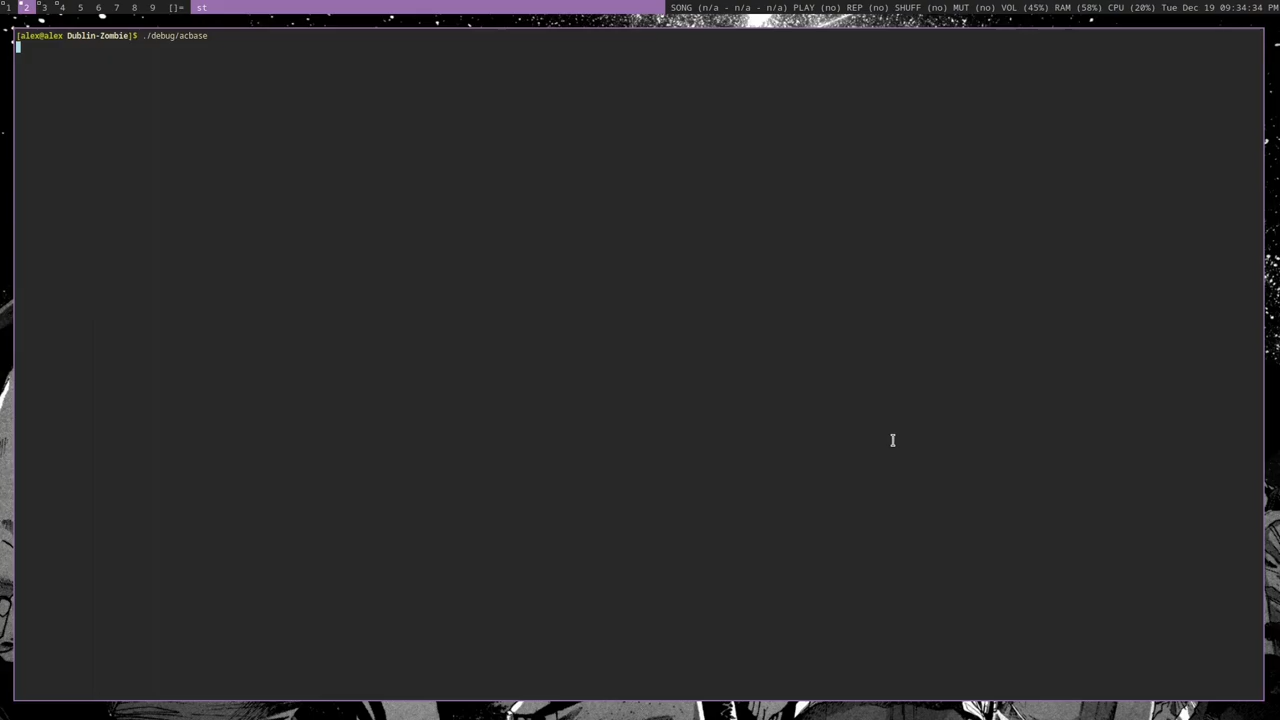 1 2 3 4 5 6 7 8 9 []= st SONG (n/a - n/a - n/a) PLAY (no) REP (no) SHUFF (no) MUT (no) VOL (45%) RAM (58%) CPU (20%) Tue Dec 19 09:34:34 PM
[alex@alex Dublin-Zombie]$ ./debug/acbase